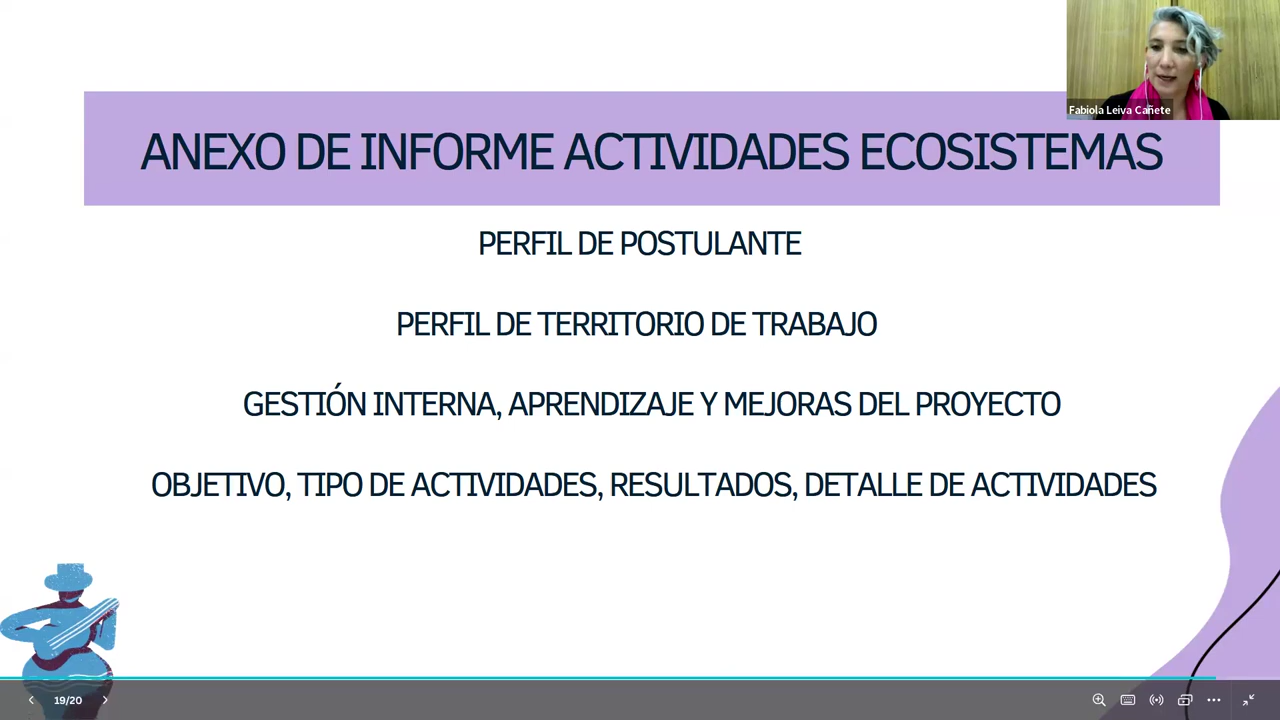 Fabiola Leiva Cañete
ANEXO DE INFORME ACTIVIDADES ECOSISTEMAS
PERFIL DE POSTULANTE
PERFIL DE TERRITORIO DE TRABAJO
GESTIÓN INTERNA, APRENDIZAJE Y MEJORAS DEL PROYECTO
OBJETIVO, TIPO DE ACTIVIDADES, RESULTADOS, DETALLE DE ACTIVIDADES
19/20